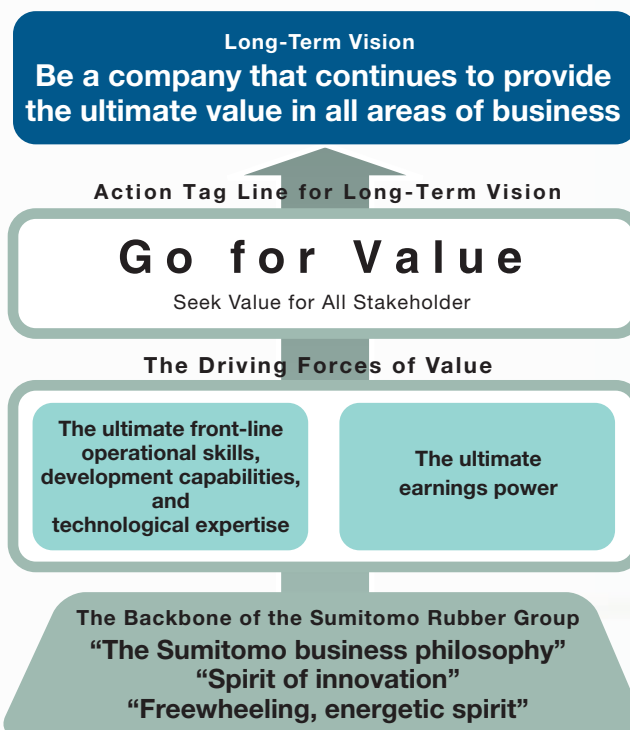 Long-Term Vision
Be a company that continues to provide
the ultimate value in all areas of business
Action Tag Line for Long-Term Vision
Go for Value
Seek Value for All Stakeholder
The Driving Forces of Value
The ultimate front-line
operational skills,
development capabilities,
and
technological expertise
The ultimate
earnings power
The Backbone of the Sumitomo Rubber Group
“The Sumitomo business philosophy”
“Spirit of innovation”
“Freewheeling, energetic spirit”